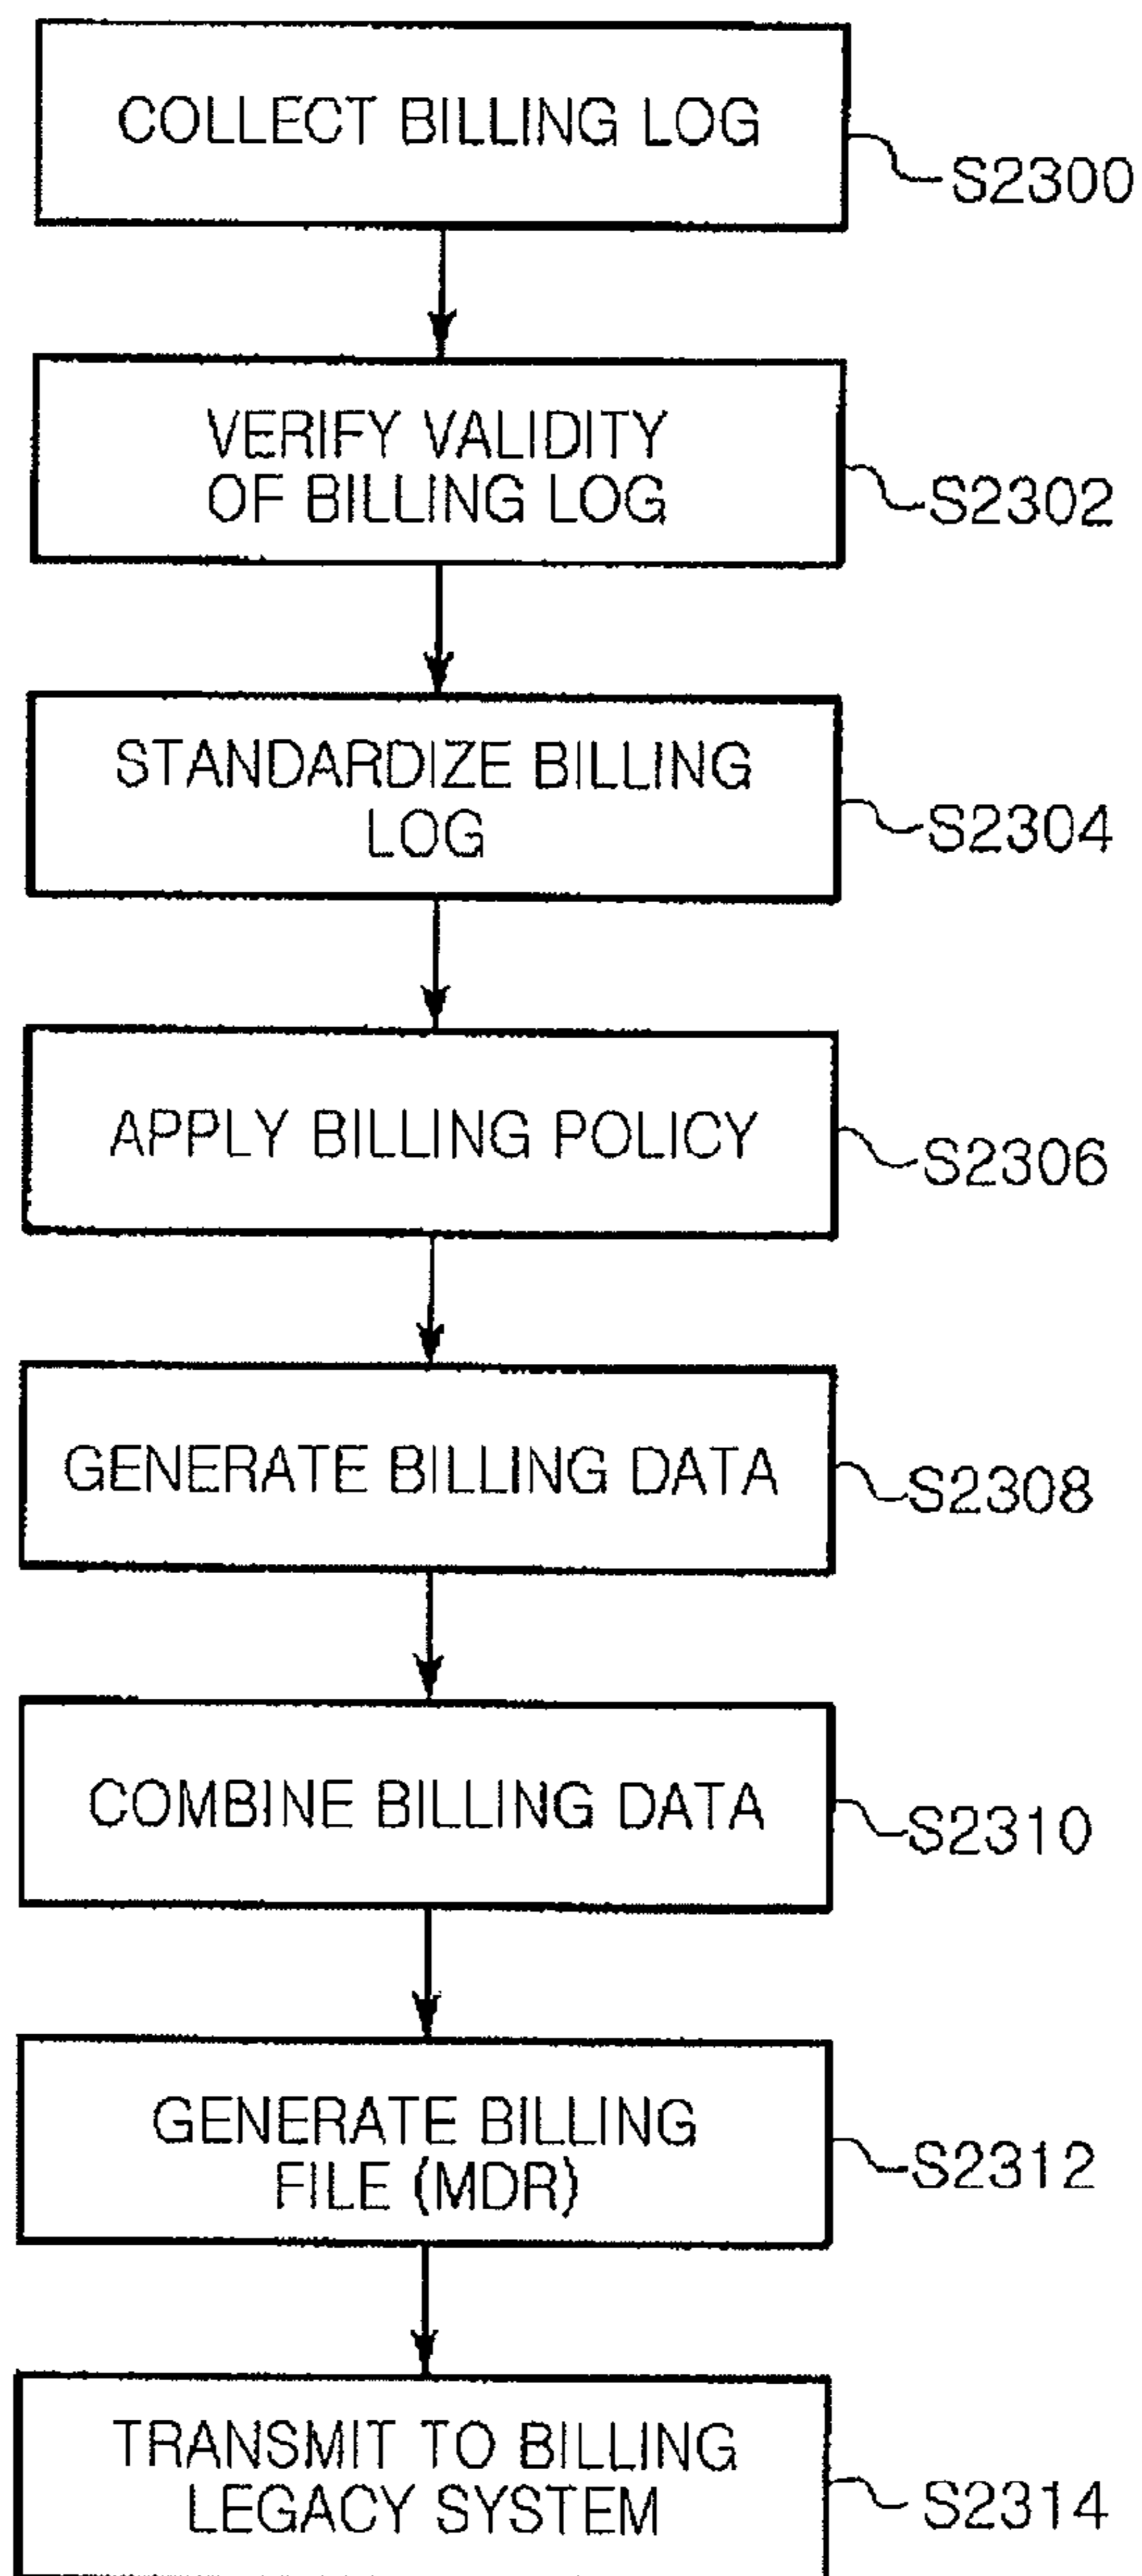 COLLECT BILLING LOG
S2300
VERIFY VALIDITY
OF BILLING LOG
S2302
STANDARDIZE BILLING
LOG
S2304
APPLY BILLING POLICY
S2306
GENERATE BILLING DATA
S2308
COMBINE BILLING DATA
S2310
GENERATE BILLING
FILE (MDR)
S2312
TRANSMIT TO BILLING
LEGACY SYSTEM
S2314